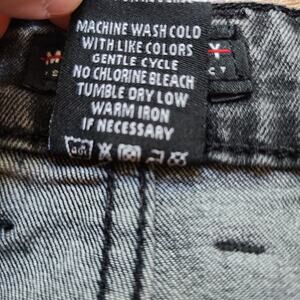 MACHINE WASH COLD
WITH LIKE COLORS
GENTLE CYCLE
NO CHLORINE BLEACH
TUMBLE DRY LOW
WARM IRON
IF NECESSARY